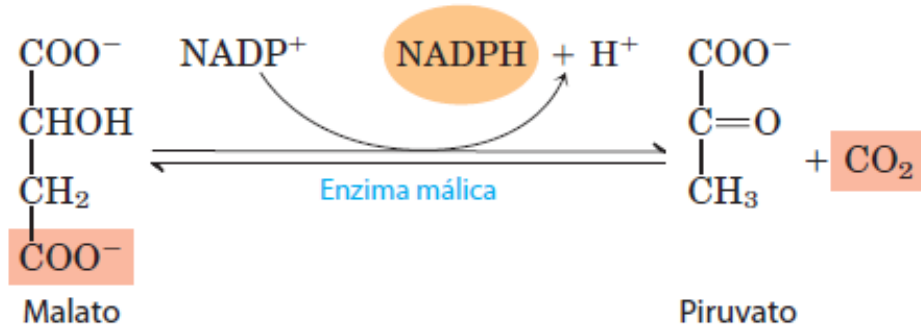 COO⁻ NADP⁺ NADPH + H⁺ COO⁻
CHOH C=O
CH₂ Enzima málica CH₃ + CO₂
COO⁻
Malato Piruvato